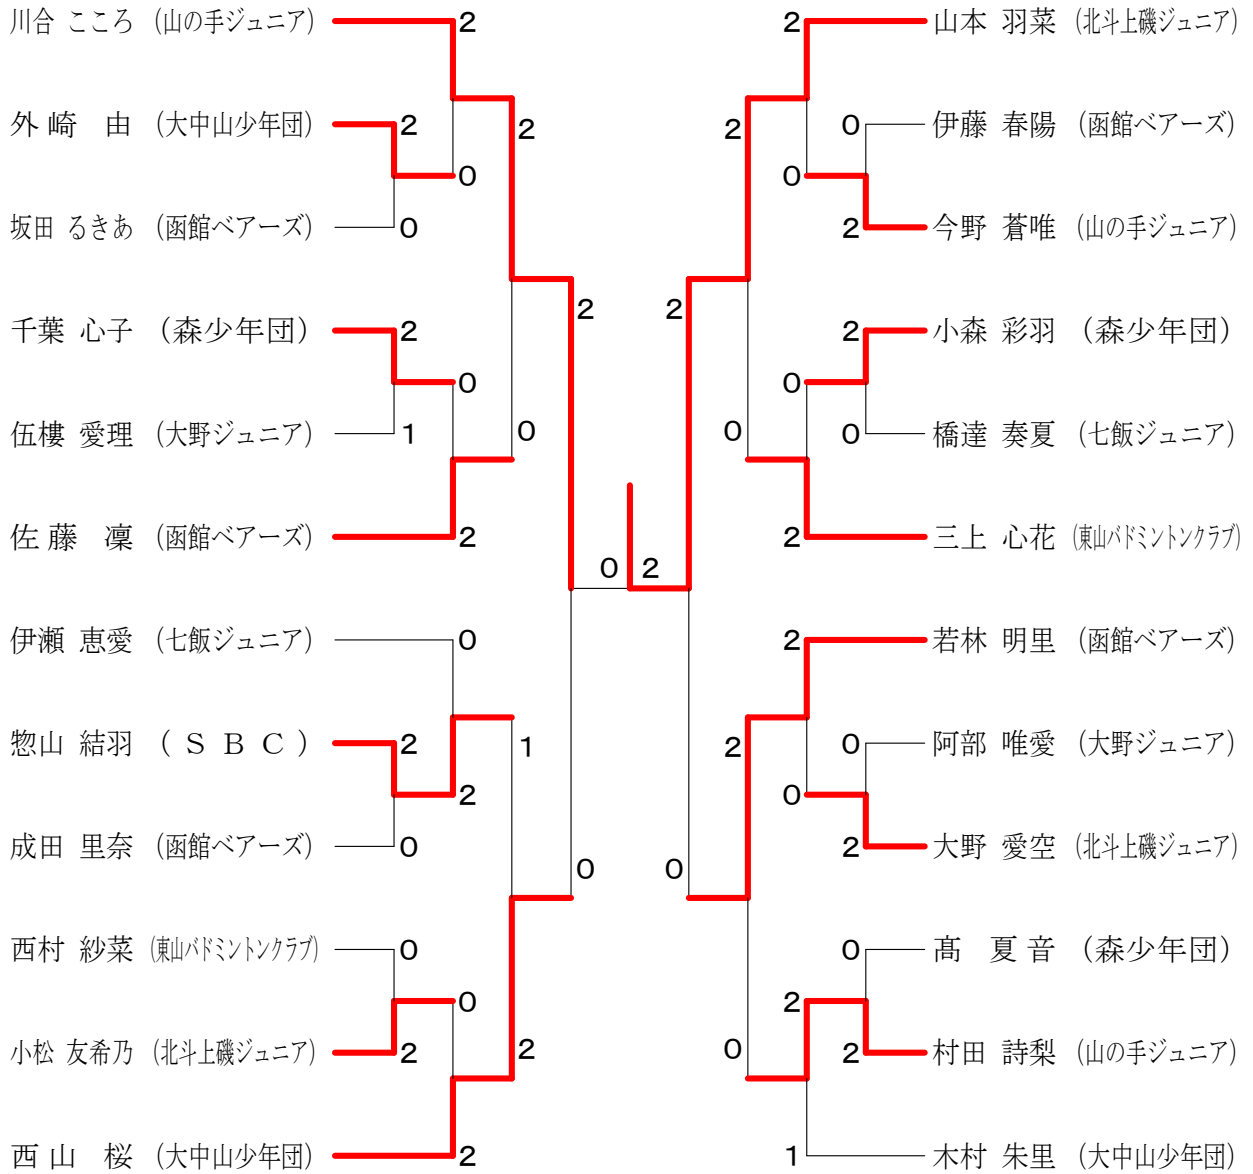 川合 こころ (山の手ジュニア) 2
2 山本 羽菜 (北斗上磯ジュニア)
外崎 由 (大中山少年団) 2
2
2
0 伊藤 春陽 (函館ベアーズ)
0
0
坂田 るきあ (函館ベアーズ) 0
2 今野 蒼唯 (山の手ジュニア)
2
2
千葉 心子 (森少年団) 2
2 小森 彩羽 (森少年団)
0
0
伍樓 愛理 (大野ジュニア) 1
0
0
0 橋達 奏夏 (七飯ジュニア)
佐藤 凜 (函館ベアーズ) 2
2 三上 心花 (東山バドミントンクラブ)
0 2
伊瀬 恵愛 (七飯ジュニア) 0
2 若林 明里 (函館ベアーズ)
惣山 結羽 (SBC) 2
1
2
0 阿部 唯愛 (大野ジュニア)
2
0
成田 里奈 (函館ベアーズ) 0
2 大野 愛空 (北斗上磯ジュニア)
0
0
西村 紗菜 (東山バドミントンクラブ) 0
0 髙 夏音 (森少年団)
0
2
小松 友希乃 (北斗上磯ジュニア) 2
2
0
2 村田 詩梨 (山の手ジュニア)
西山 桜 (大中山少年団) 2
1 木村 朱里 (大中山少年団)